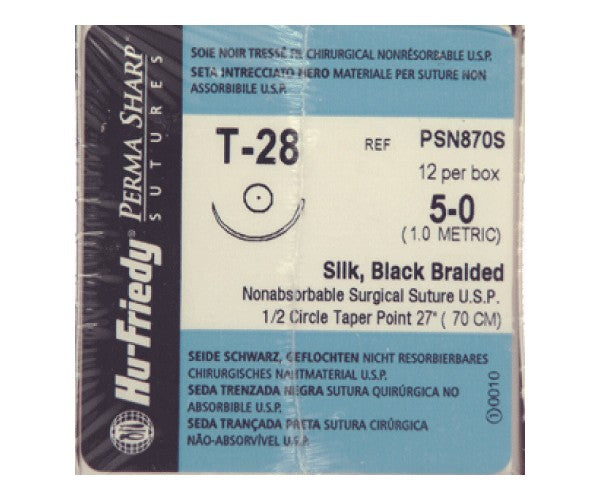 Hu-Friedy® PERMA SHARP®
SUTURES
SOIE NOIR TRESSÉ FIL CHIRURGICAL NONRÉSORBABLE U.S.P.
SETA INTRECCIATO NERO MATERIALE PER SUTURE NON
ASSORBIBILE U.S.P.
T-28
REF PSN870S
12 per box
5-0
(1.0 METRIC)
Silk, Black Braided
Nonabsorbable Surgical Suture U.S.P.
1/2 Circle Taper Point 27" ( 70 CM)
SEIDE SCHWARZ, GEFLOCHTEN NICHT RESORBIERBARES
CHIRURGISCHES NAHTMATERIAL U.S.P.
SEDA TRENZADA NEGRA SUTURA QUIRÚRGICA NO
ABSORBIBLE U.S.P.
SEDA TRANÇADA PRETA SUTURA CIRÚRGICA
NÃO-ABSORVÍVEL U.S.P.
①0010